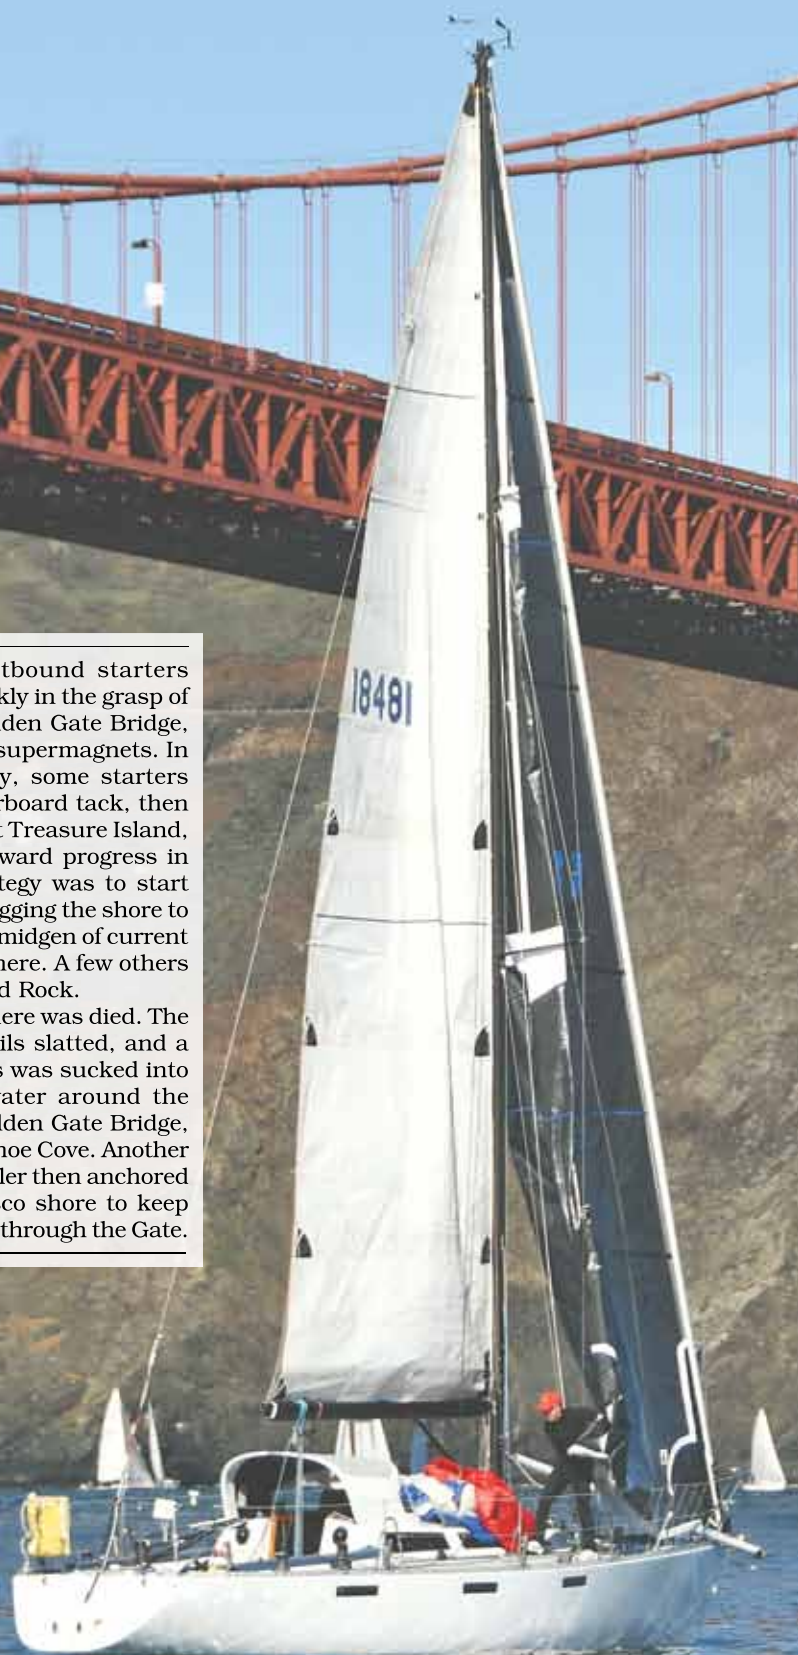 18481
tbound starters
kly in the grasp of
lden Gate Bridge,
supermagnets. In
y, some starters
rboard tack, then
t Treasure Island,
ward progress in
tegy was to start
gging the shore to
midgen of current
here. A few others
d Rock.
ere was died. The
ils slatted, and a
s was sucked into
vater around the
lden Gate Bridge,
hoe Cove. Another
ler then anchored
co shore to keep
through the Gate.